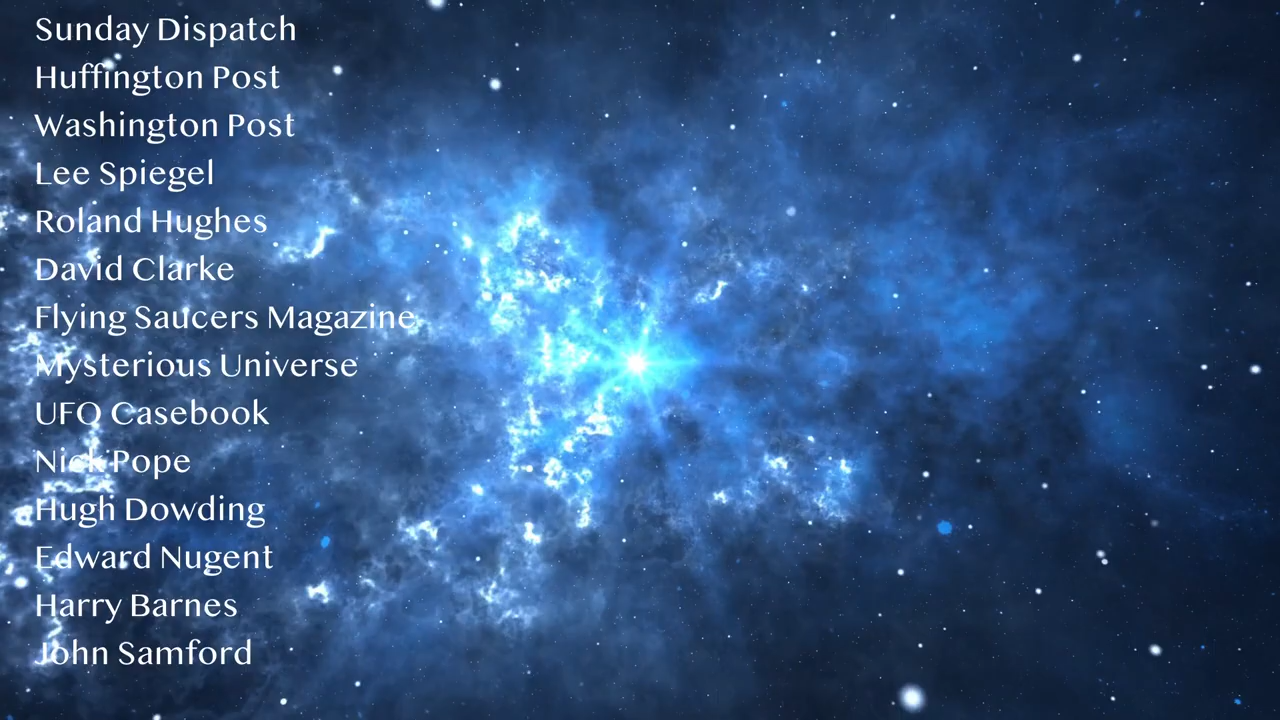 Sunday Dispatch
Huffington Post
Washington Post
Lee Spiegel
Roland Hughes
David Clarke
Flying Saucers Magazine
Mysterious Universe
UFO Casebook
Nick Pope
Hugh Dowding
Edward Nugent
Harry Barnes
John Samford